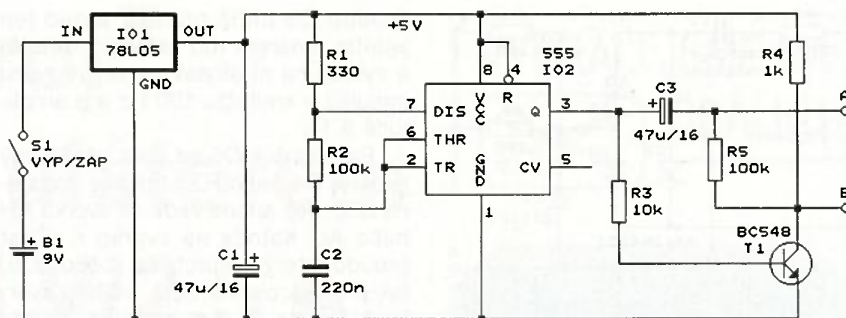 IN
IO1
78L05
OUT
GND
S1
VYP/ZAP
B1
9V
+
C1
47u/16
+
+5V
R1
330
R2
100k
C2
220n
7
6
2
DIS
THR
TR
8
4
VCC
R
GND
Q
CV
1
555
IO2
3
5
C3
+
47u/16
R3
10k
R4
1k
R5
100k
BC548
T1